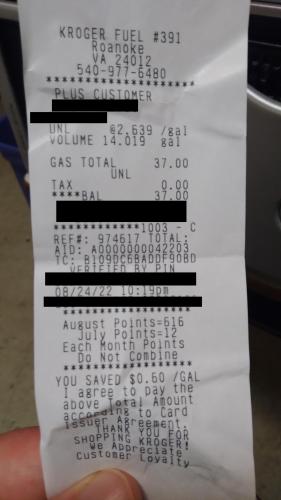 KROGER FUEL #391
Roanoke
VA 24012
540-977-6480
******************
PLUS CUSTOMER
UNL @2.639 /gal
VOLUME 14.019 gal
GAS TOTAL 37.00
UNL
TAX 0.00
****BAL 37.00
************1003 - C
REF#: 974617 TOTAL:
AID: A0000000042203
TC: B109DC6BADDF90BD
VERIFIED BY PIN
08/24/22 10:19pm
******************
August Points=616
July Points=12
Each Month Points
Do Not Combine
******************
YOU SAVED $0.60 /GAL
I agree to pay the
above Total Amount
according to Card
Issuer Agreement.
THANK YOU FOR
SHOPPING KROGER!
We Appreciate
Customer Loyalty